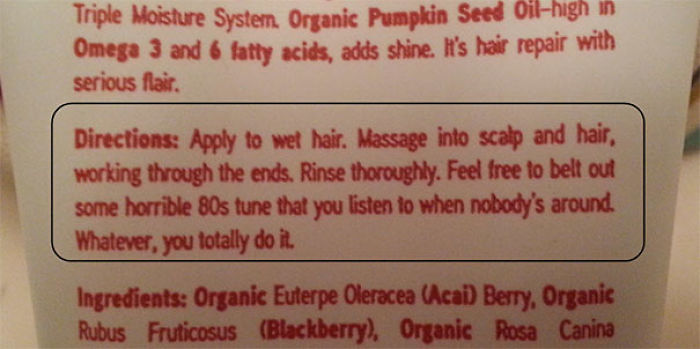 Triple Moisture System. Organic Pumpkin Seed Oil–high in
Omega 3 and 6 fatty acids, adds shine. It's hair repair with
serious flair.
Directions: Apply to wet hair. Massage into scalp and hair,
working through the ends. Rinse thoroughly. Feel free to belt out
some horrible 80s tune that you listen to when nobody's around.
Whatever, you totally do it.
Ingredients: Organic Euterpe Oleracea (Acai) Berry, Organic
Rubus Fruticosus (Blackberry), Organic Rosa Canina